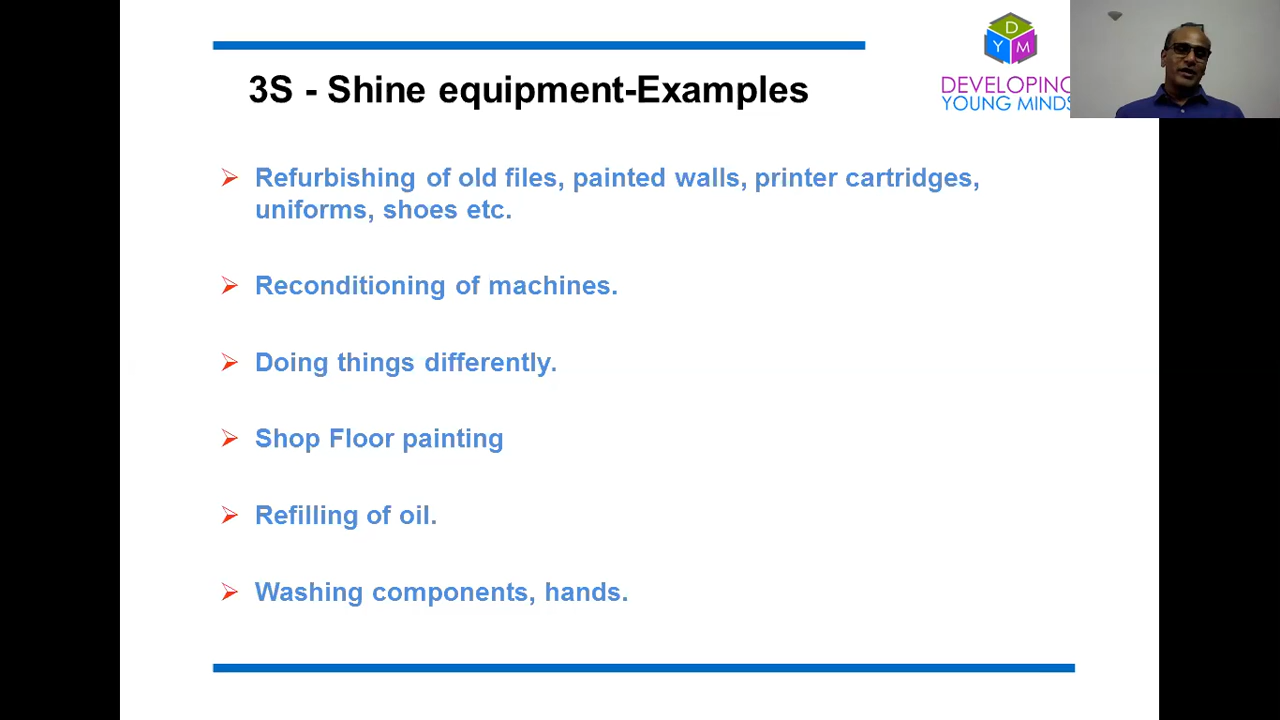 3S - Shine equipment-Examples
D
Y M
DEVELOPING
YOUNG MINDS
Refurbishing of old files, painted walls, printer cartridges,
uniforms, shoes etc.
Reconditioning of machines.
Doing things differently.
Shop Floor painting
Refilling of oil.
Washing components, hands.